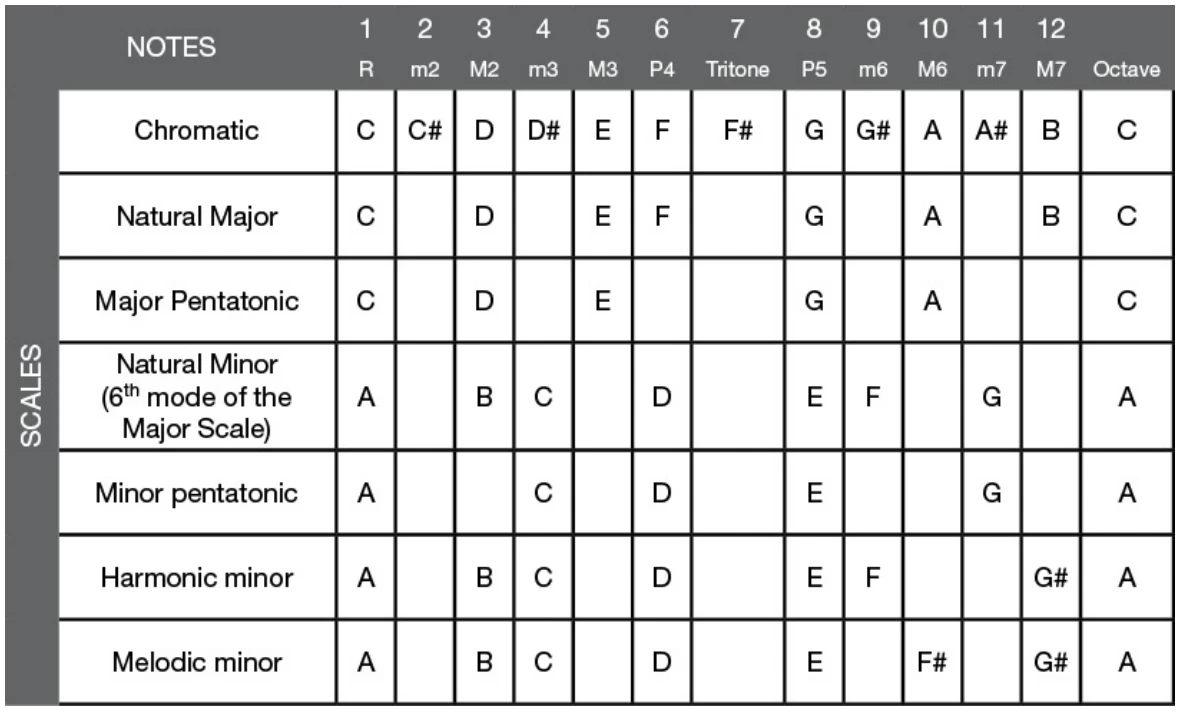 NOTES 1 2 3 4 5 6 7 8 9 10 11 12
R m2 M2 m3 M3 P4 Tritone P5 m6 M6 m7 M7 Octave
SCALES
Chromatic C C# D D# E F F# G G# A A# B C
Natural Major C D E F G A B C
Major Pentatonic C D E G A C
Natural Minor
(6th mode of the
Major Scale) A B C D E F G A
Minor pentatonic A C D E G A
Harmonic minor A B C D E F G# A
Melodic minor A B C D E F# G# A